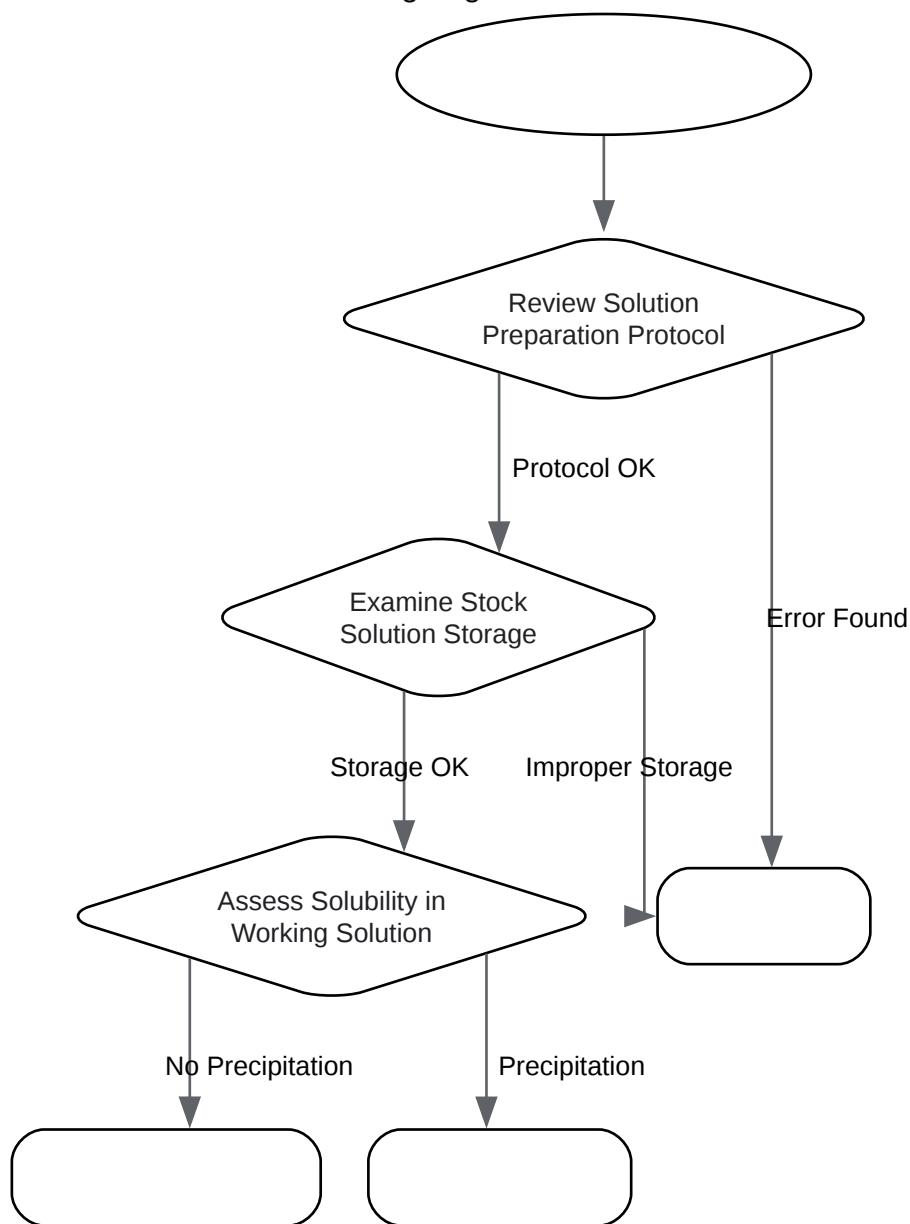 Review Solution
Preparation Protocol
Protocol OK
Examine Stock
Solution Storage
Error Found
Storage OK
Improper Storage
Assess Solubility in
Working Solution
No Precipitation
Precipitation